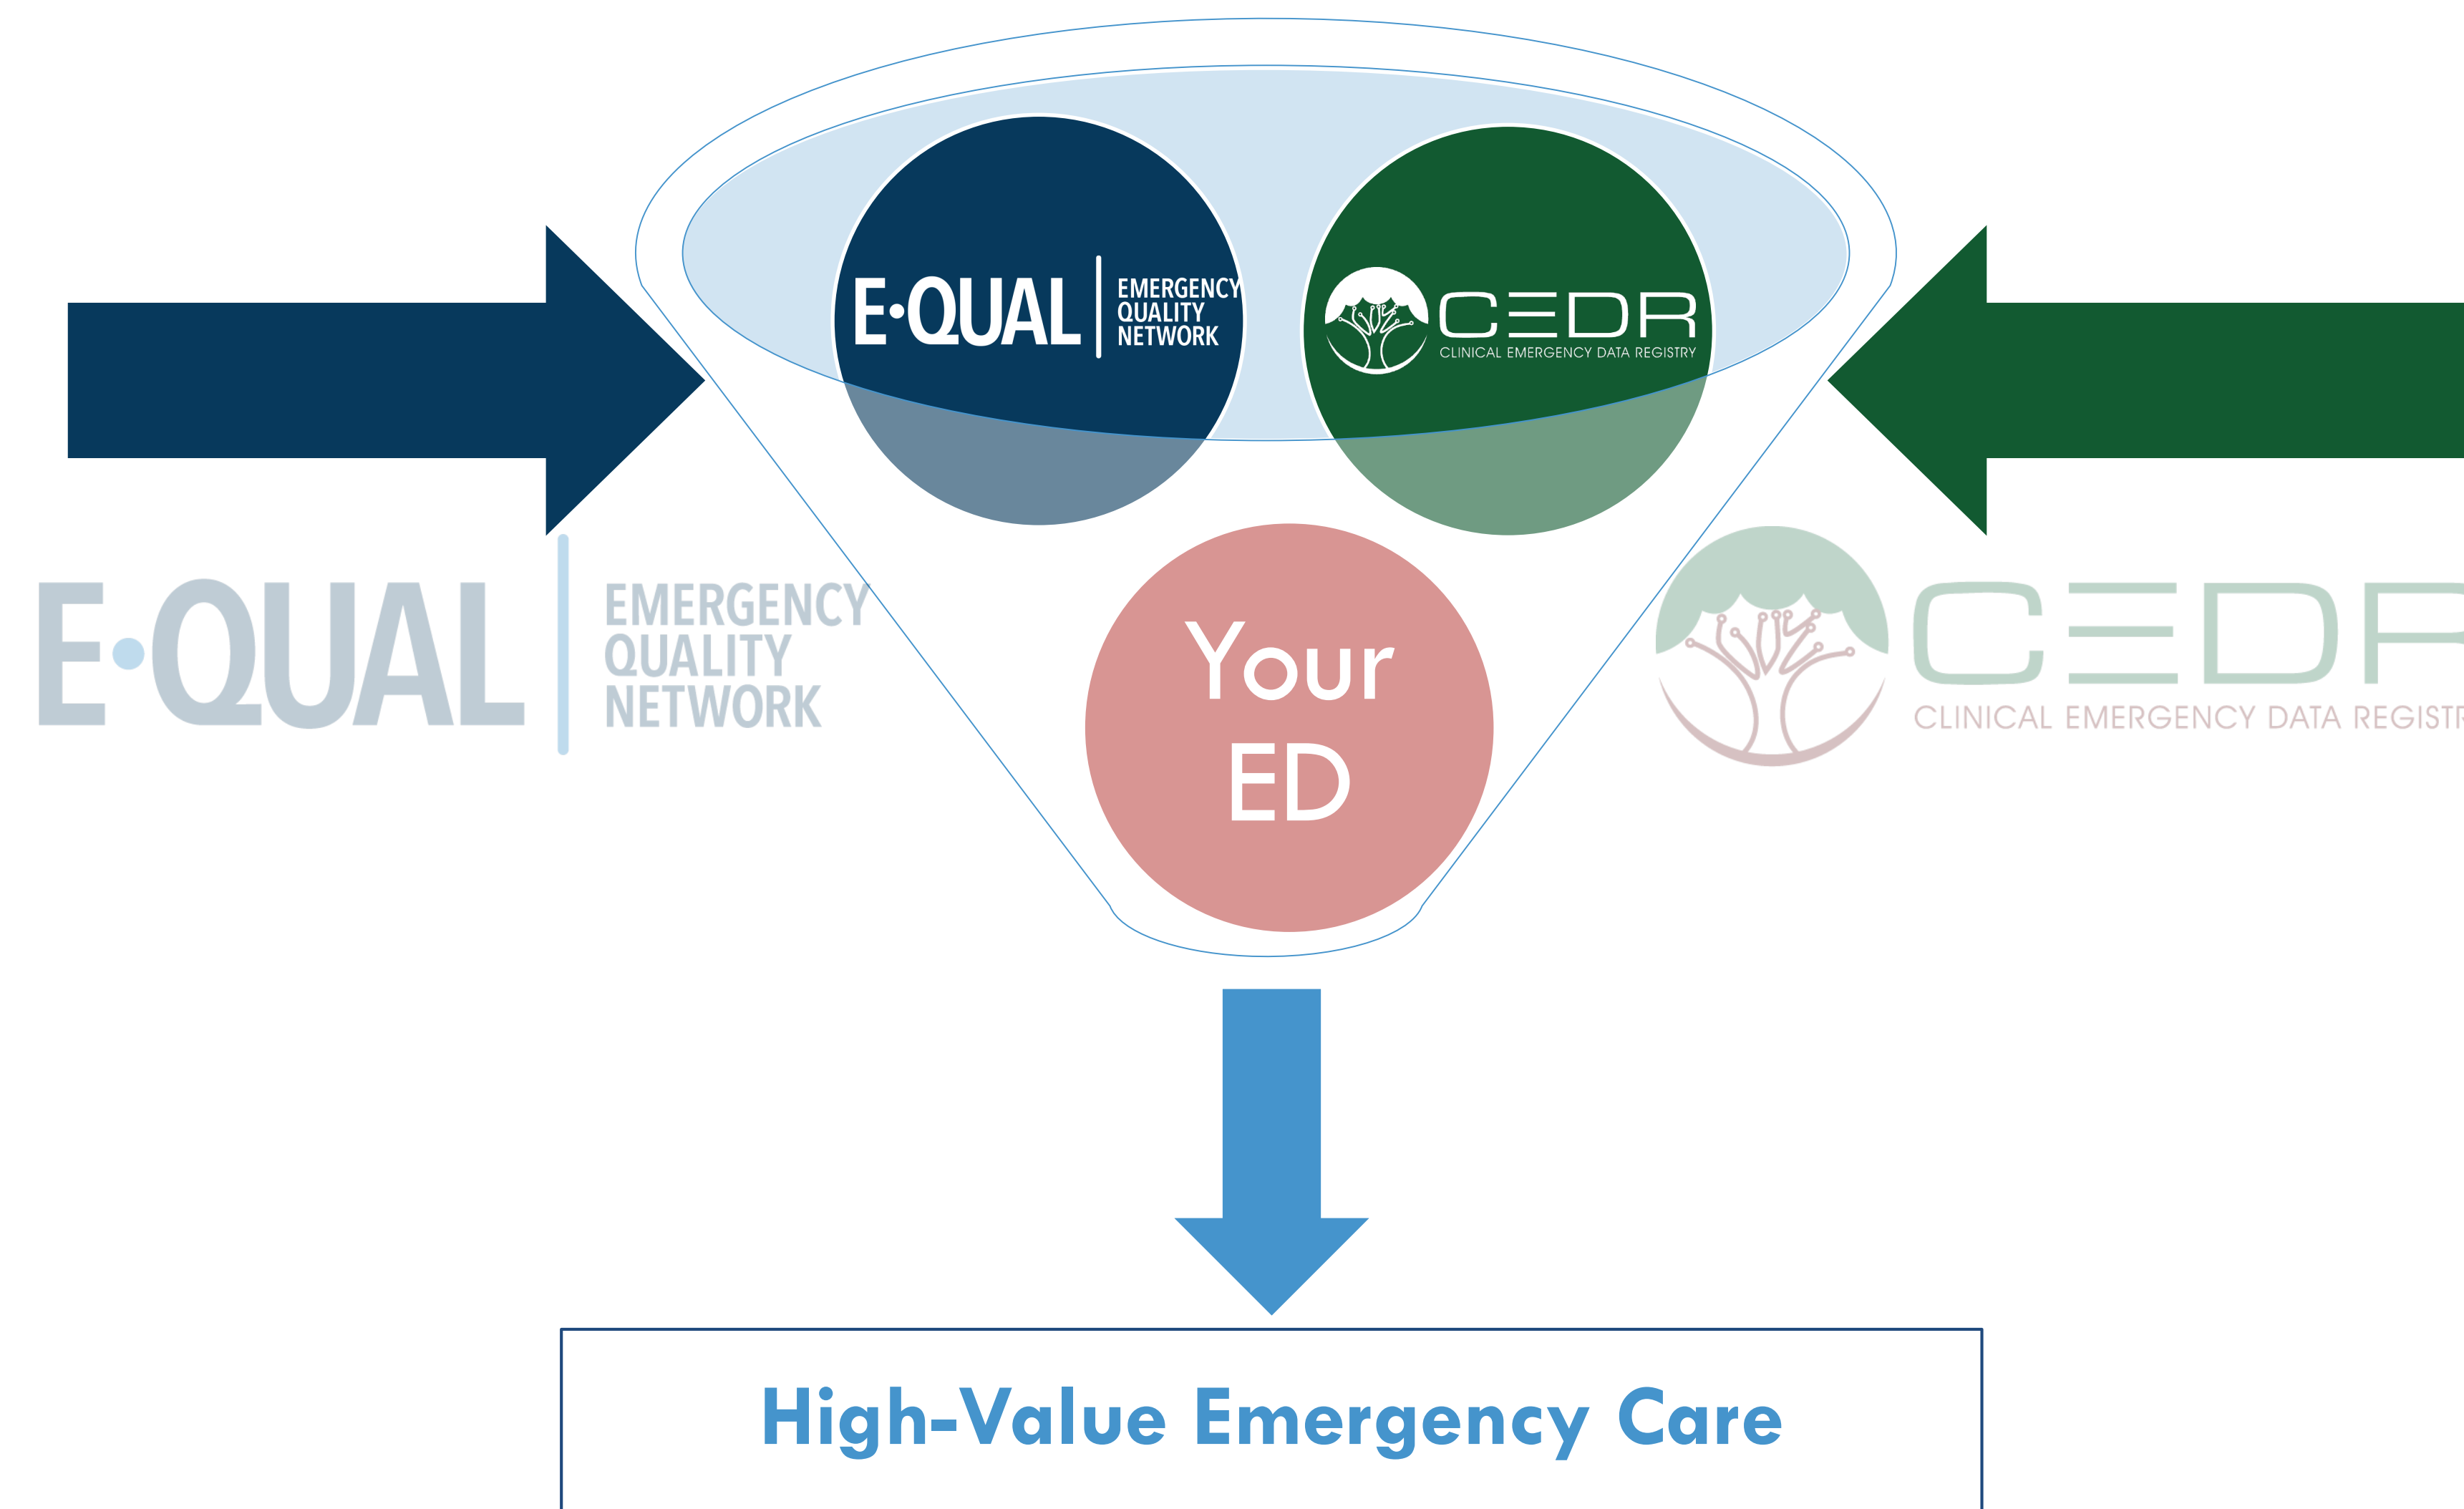 E·QUAL
EMERGENCY
QUALITY
NETWORK
CEDR
CLINICAL EMERGENCY DATA REGISTRY
E·QUAL
EMERGENCY
QUALITY
NETWORK
Your
ED
CEDR
CLINICAL EMERGENCY DATA
High-Value Emergency Care